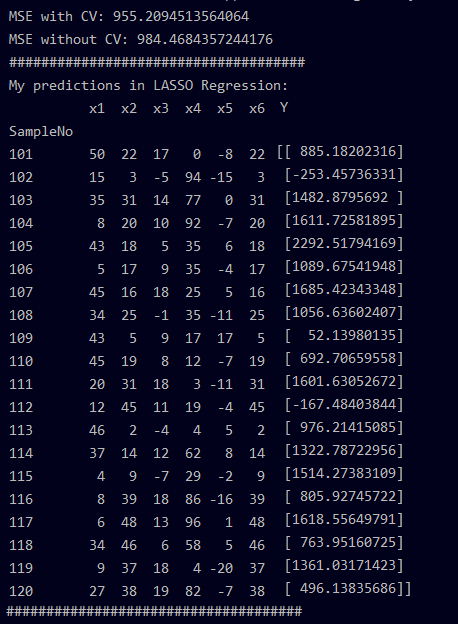 MSE with CV: 955.2094513564064
MSE without CV: 984.4684357244176
#####################################
My predictions in LASSO Regression:
x1 x2 x3 x4 x5 x6 Y
SampleNo
101 50 22 17 0 -8 22 [[ 885.18202316]
102 15 3 -5 94 -15 3 [-253.45736331]
103 35 31 14 77 0 31 [1482.8795692 ]
104 8 20 10 92 -7 20 [1611.72581895]
105 43 18 5 35 6 18 [2292.51794169]
106 5 17 9 35 -4 17 [1089.67541948]
107 45 16 18 25 5 16 [1685.42343348]
108 34 25 -1 35 -11 25 [1056.63602407]
109 43 5 9 17 17 5 [ 52.13980135]
110 45 19 8 12 -7 19 [ 692.70659558]
111 20 31 18 3 -11 31 [1601.63052672]
112 12 45 11 19 -4 45 [-167.48403844]
113 46 2 -4 4 5 2 [ 976.21415085]
114 37 14 12 62 8 14 [1322.78722956]
115 4 9 -7 29 -2 9 [1514.27383109]
116 8 39 18 86 -16 39 [ 805.92745722]
117 6 48 13 96 1 48 [1618.55649791]
118 34 46 6 58 5 46 [ 763.95160725]
119 9 37 18 4 -20 37 [1361.03171423]
120 27 38 19 82 -7 38 [ 496.13835686]]
#####################################